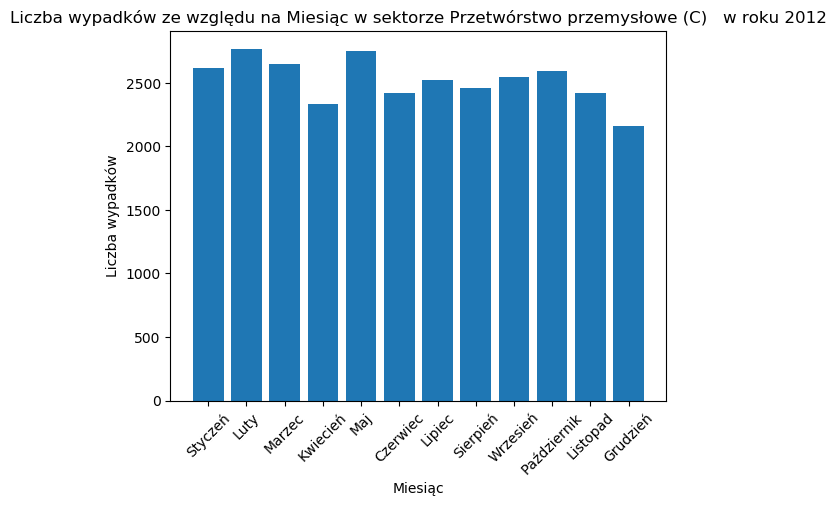 Liczba wypadków ze względu na Miesiąc w sektorze Przetwórstwo przemysłowe (C)   w roku 2012
Liczba wypadków
2500
2000
1500
1000
500
0
Styczeń
Luty
Marzec
Kwiecień
Maj
Czerwiec
Lipiec
Sierpień
Wrzesień
Październik
Listopad
Grudzień
Miesiąc